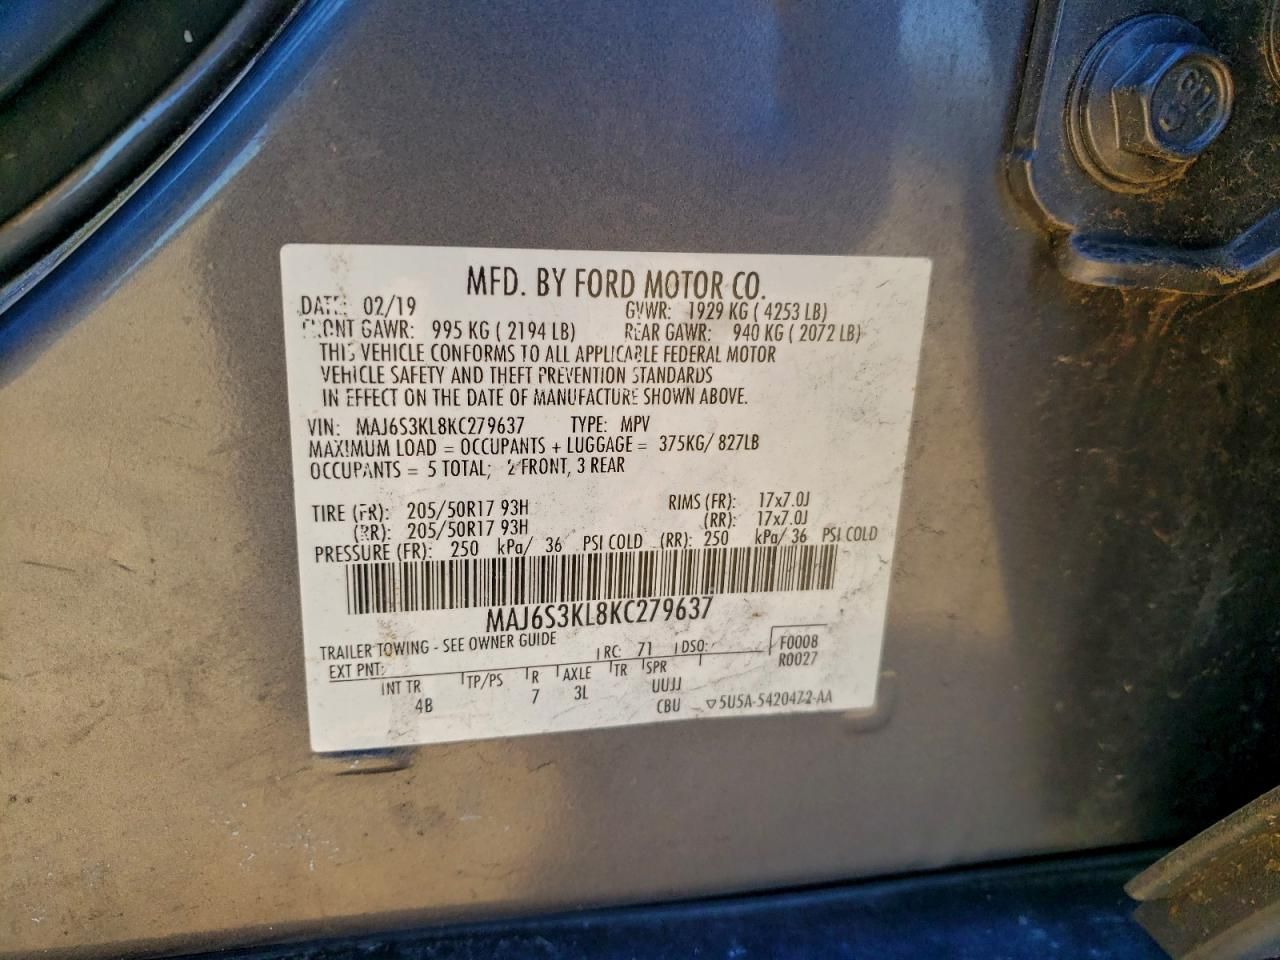 MFD. BY FORD MOTOR CO.
DATE: 02/19 GVWR: 1929 KG ( 4253 LB)
FRONT GAWR: 995 KG ( 2194 LB) REAR GAWR: 940 KG ( 2072 LB)
THIS VEHICLE CONFORMS TO ALL APPLICABLE FEDERAL MOTOR
VEHICLE SAFETY AND THEFT PREVENTION STANDARDS
IN EFFECT ON THE DATE OF MANUFACTURE SHOWN ABOVE.
VIN: MAJ6S3KL8KC279637 TYPE: MPV
MAXIMUM LOAD = OCCUPANTS + LUGGAGE = 375KG/ 827LB
OCCUPANTS = 5 TOTAL; 2 FRONT, 3 REAR
TIRE (FR): 205/50R17 93H RIMS (FR): 17x7.0J
(RR): 205/50R17 93H (RR): 17x7.0J
PRESSURE (FR): 250 kPa/ 36 PSI COLD (RR): 250 kPa/ 36 PSI COLD
MAJ6S3KL8KC279637
TRAILER TOWING - SEE OWNER GUIDE
EXT PNT: RC: 71 DSO: F0008
R0027
INT TR TP/PS R AXLE TR SPR
4B 7 3L UUJJ
CBU 5U5A-5420472-AA